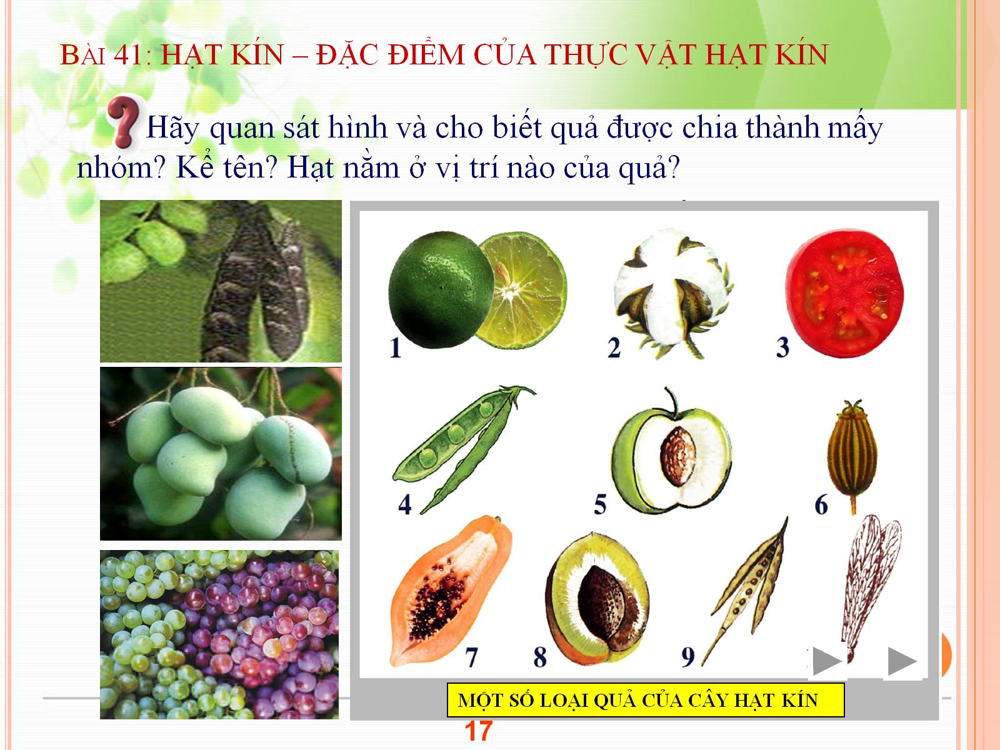 BÀI 41: HẠT KÍN – ĐẶC ĐIỂM CỦA THỰC VẬT HẠT KÍN
? Hãy quan sát hình và cho biết quả được chia thành mấy
nhóm? Kể tên? Hạt nằm ở vị trí nào của quả?
1
2
3
4
5
6
7
8
9
MỘT SỐ LOẠI QUẢ CỦA CÂY HẠT KÍN
17